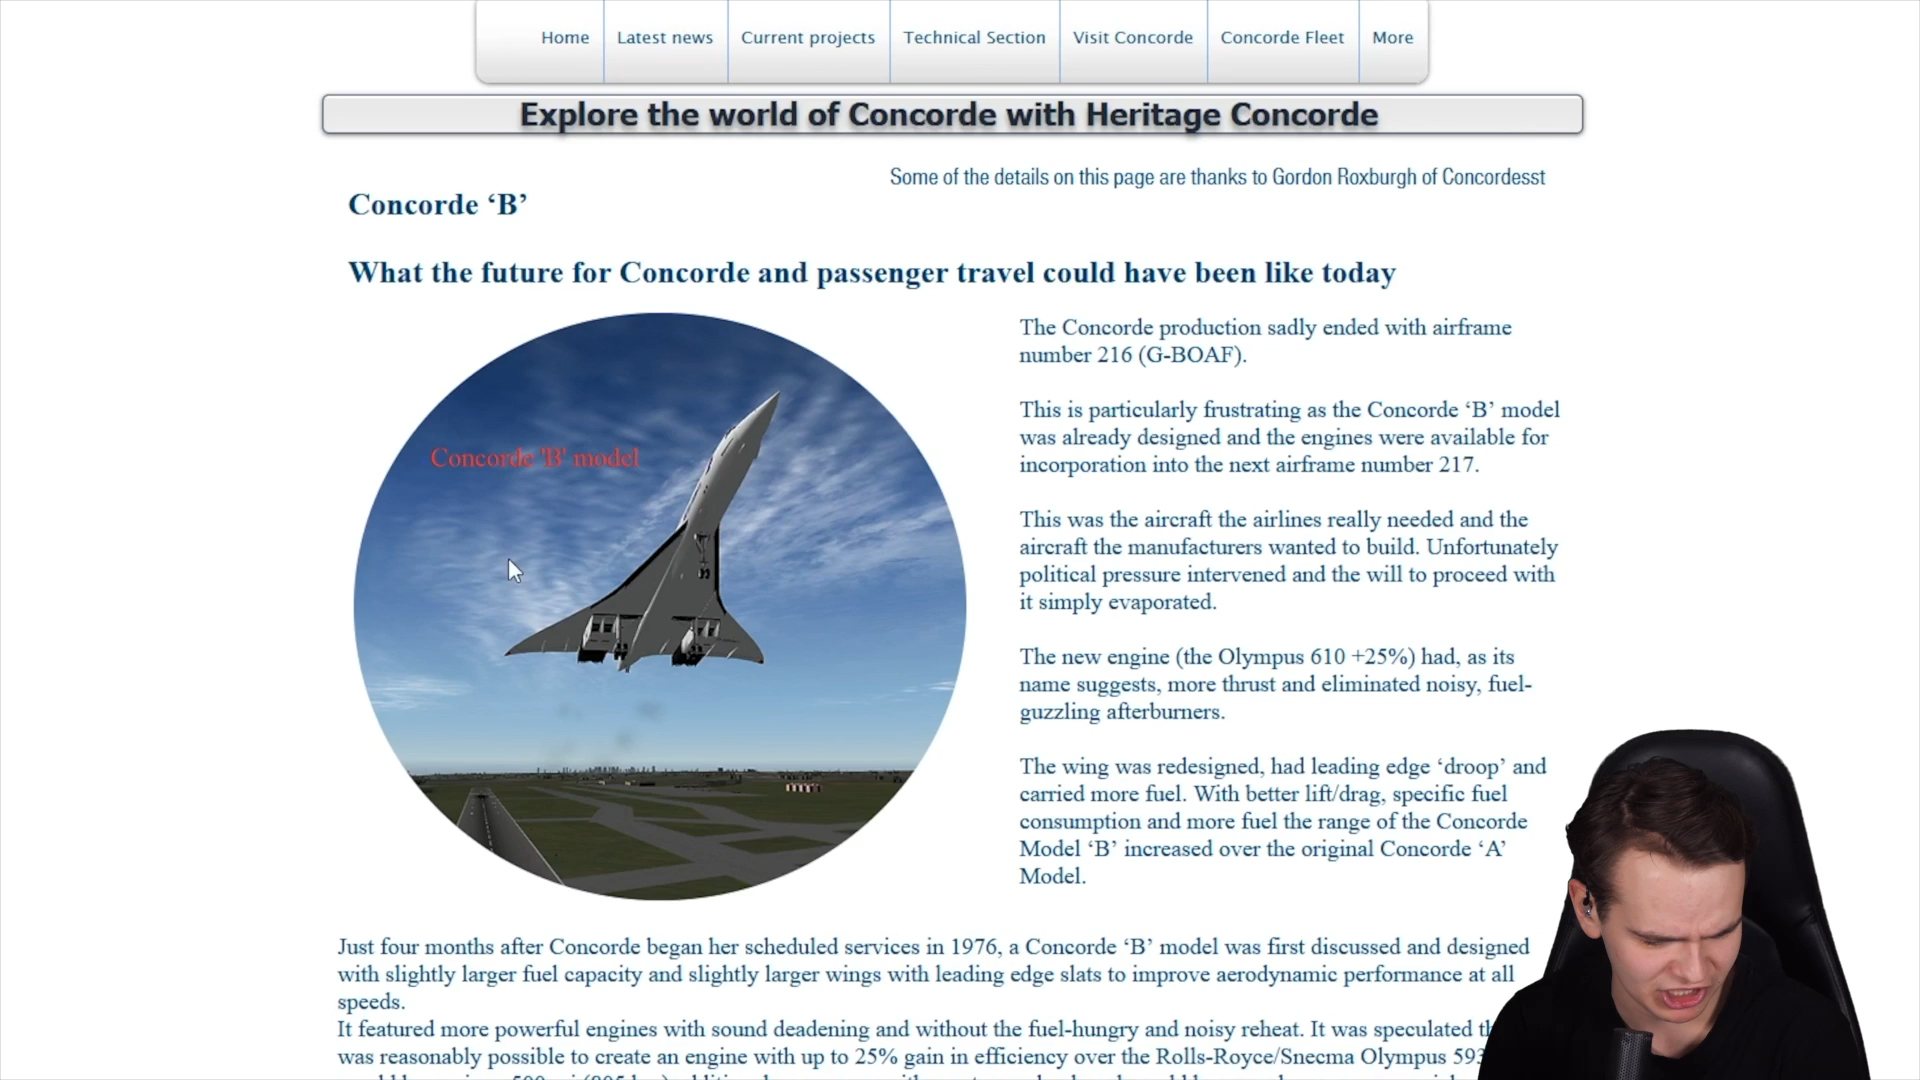 Home Latest news Current projects Technical Section Visit Concorde Concorde Fleet More
Explore the world of Concorde with Heritage Concorde
Some of the details on this page are thanks to Gordon Roxburgh of Concordesst
Concorde ‘B’
What the future for Concorde and passenger travel could have been like today
Concorde 'B' model
The Concorde production sadly ended with airframe
number 216 (G-BOAF).
This is particularly frustrating as the Concorde ‘B’ model
was already designed and the engines were available for
incorporation into the next airframe number 217.
This was the aircraft the airlines really needed and the
aircraft the manufacturers wanted to build. Unfortunately
political pressure intervened and the will to proceed with
it simply evaporated.
The new engine (the Olympus 610 +25%) had, as its
name suggests, more thrust and eliminated noisy, fuel-
guzzling afterburners.
The wing was redesigned, had leading edge ‘droop’ and
carried more fuel. With better lift/drag, specific fuel
consumption and more fuel the range of the Concorde
Model ‘B’ increased over the original Concorde ‘A’
Model.
Just four months after Concorde began her scheduled services in 1976, a Concorde ‘B’ model was first discussed and designed
with slightly larger fuel capacity and slightly larger wings with leading edge slats to improve aerodynamic performance at all
speeds.
It featured more powerful engines with sound deadening and without the fuel-hungry and noisy reheat. It was speculated
was reasonably possible to create an engine with up to 25% gain in efficiency over the Rolls-Royce/Snecma Olympus 593